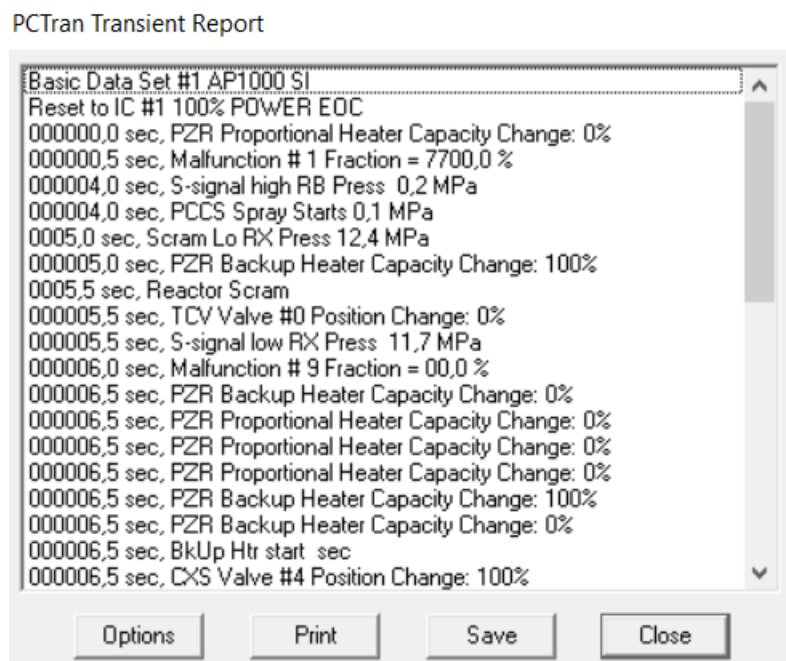 PCTran Transient Report
Basic Data Set #1 AP1000 SI
Reset to IC #1 100% POWER EOC
000000,0 sec, PZR Proportional Heater Capacity Change: 0%
000000,5 sec, Malfunction # 1 Fraction = 7700,0 %
000004,0 sec, S-signal high RB Press  0,2 MPa
000004,0 sec, PCCS Spray Starts 0,1 MPa
0005,0 sec, Scram Lo RX Press 12,4 MPa
000005,0 sec, PZR Backup Heater Capacity Change: 100%
0005,5 sec, Reactor Scram
000005,5 sec, TCV Valve #0 Position Change: 0%
000005,5 sec, S-signal low RX Press  11,7 MPa
000006,0 sec, Malfunction # 9 Fraction = 00,0 %
000006,5 sec, PZR Backup Heater Capacity Change: 0%
000006,5 sec, PZR Proportional Heater Capacity Change: 0%
000006,5 sec, PZR Proportional Heater Capacity Change: 0%
000006,5 sec, PZR Proportional Heater Capacity Change: 0%
000006,5 sec, PZR Backup Heater Capacity Change: 100%
000006,5 sec, PZR Backup Heater Capacity Change: 0%
000006,5 sec, BkUp Htr start  sec
000006,5 sec, CXS Valve #4 Position Change: 100%
Options Print Save Close